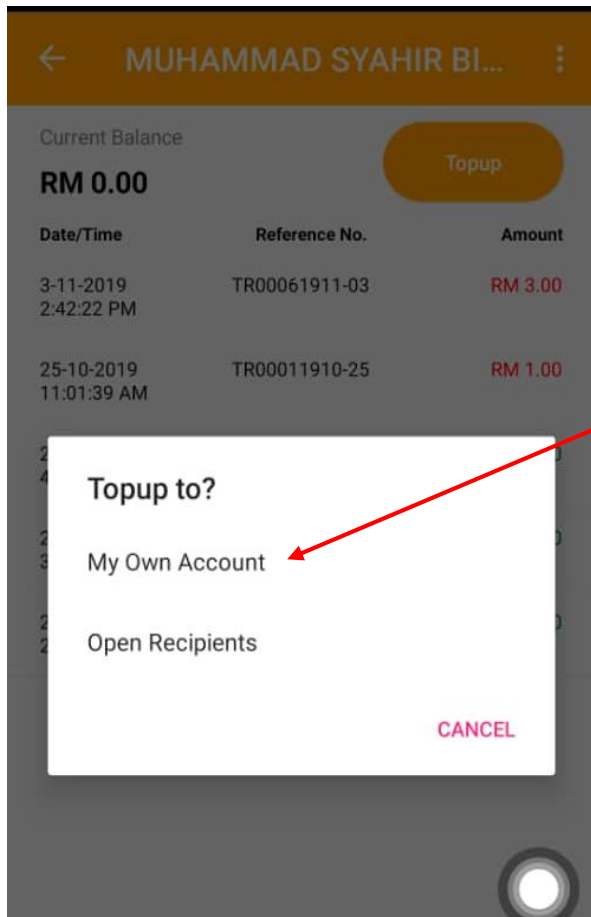 MUHAMMAD SYAHIR BI...
Current Balance
RM 0.00
Topup
Date/Time Reference No. Amount
3-11-2019 TR00061911-03 RM 3.00
2:42:22 PM
25-10-2019 TR00011910-25 RM 1.00
11:01:39 AM
Topup to?
My Own Account
Open Recipients
CANCEL